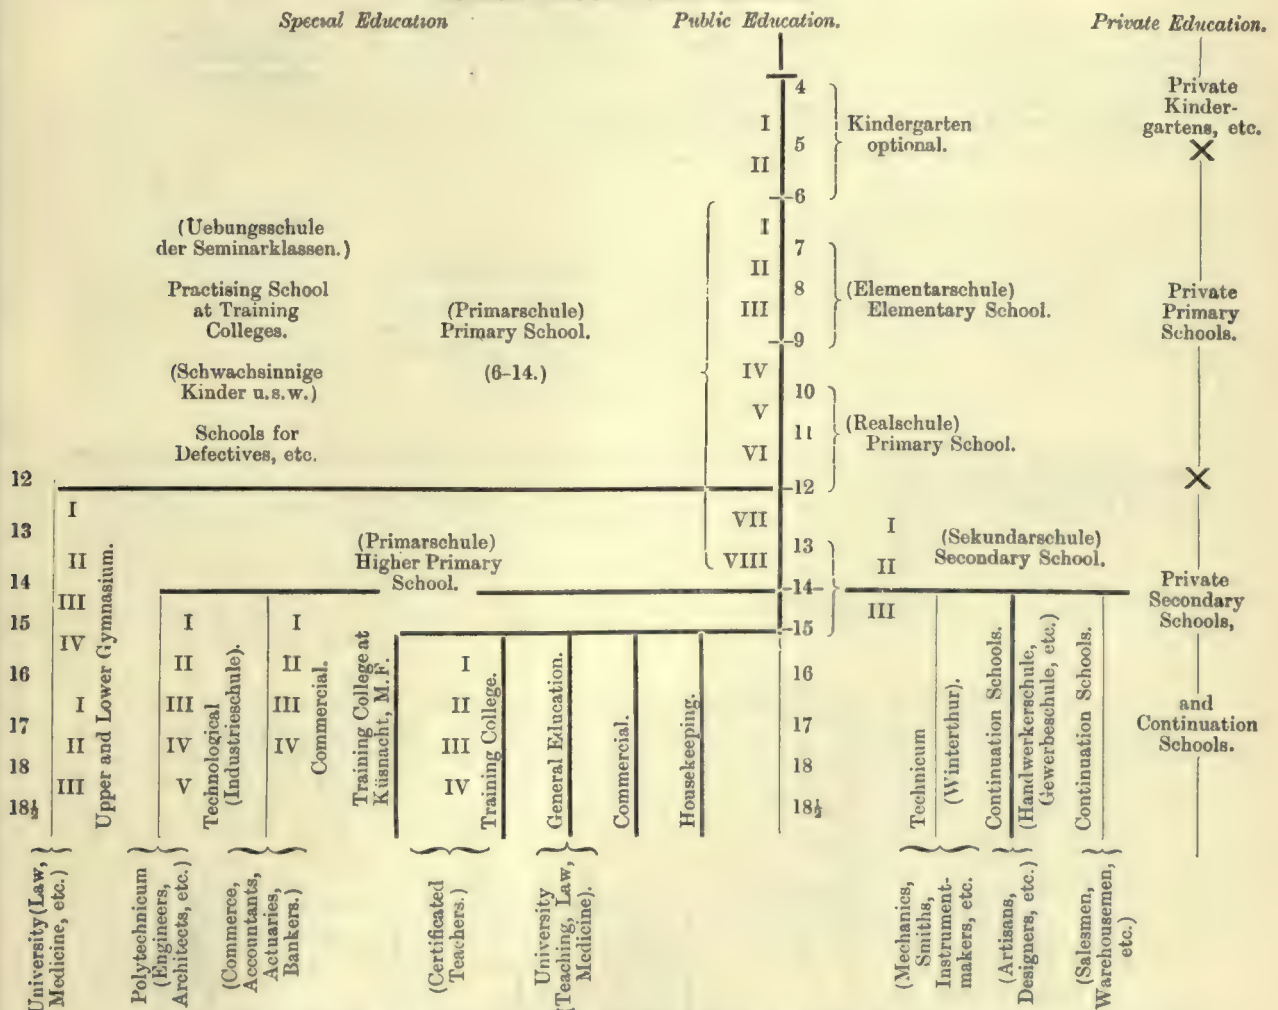 Special Education
Public Education.
Private Education.
4
I
5
II
6
Kindergarten
optional.
Private
Kinder-
gartens, etc.
(Uebungsschule
der Seminarklassen.)
Practising School
at Training
Colleges.
(Schwachsinnige
Kinder u.s.w.)
Schools for
Defectives, etc.
(Primarschule)
Primary School.
(6-14.)
I
7
II
8
III
9
IV
10
V
11
VI
12
(Elementarschule)
Elementary School.
(Realschule)
Primary School.
Private
Primary
Schools.
VII
13
VIII
14
15
16
17
18
18½
(Primarschule)
Higher Primary
School.
I
II
III
(Sekundarschule)
Secondary School.
Private
Secondary
Schools,
and
Continuation
Schools.
12
13
14
15
16
17
18
18½
I
II
III
IV
I
II
III
Upper and Lower Gymnasium.
I
II
III
IV
V
Technological
(Industrieschule).
I
II
III
IV
Commercial.
Training College at
Küsnacht, M.F.
I
II
III
IV
Training College.
General Education.
Commercial.
Housekeeping.
Technicum
(Winterthur).
Continuation Schools.
(Handwerkerschule,
Gewerbeschule, etc.)
Continuation Schools.
University (Law,
Medicine, etc.)
Polytechnicum
(Engineers,
Architects, etc.)
(Commerce,
Accountants,
Actuaries,
Bankers.)
(Certificated
Teachers.)
University
(Teaching, Law,
Medicine).
(Mechanics,
Smiths,
Instrument-
makers, etc.
(Artisans,
Designers, etc.)
(Salesmen,
Warehousemen,
etc.)